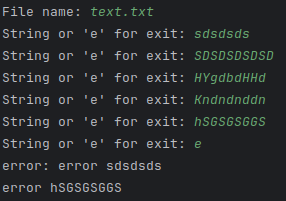 File name: text.txt
String or 'e' for exit: sdsdsds
String or 'e' for exit: SDSDSDSDSD
String or 'e' for exit: HYgdbdHHd
String or 'e' for exit: Kndndnddn
String or 'e' for exit: hSGSGSGGS
String or 'e' for exit: e
error: error sdsdsds
error hSGSGSGGS